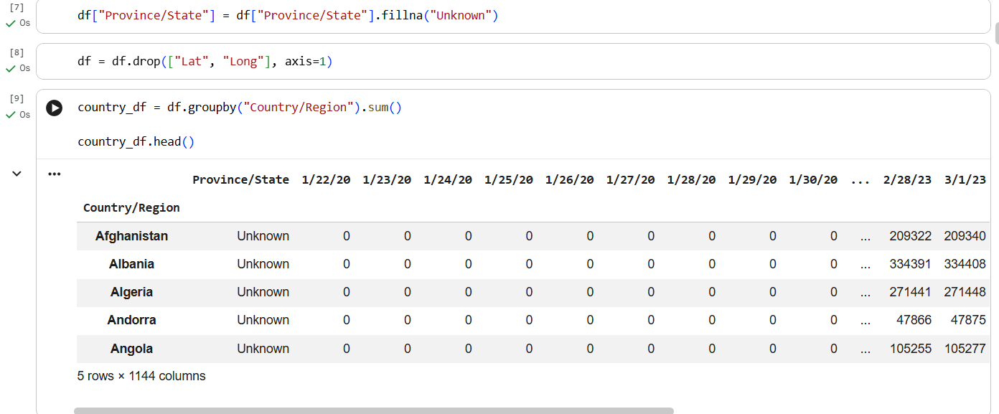 [7]
0s
df["Province/State"] = df["Province/State"].fillna("Unknown")
[8]
0s
df = df.drop(["Lat", "Long"], axis=1)
[9]
0s
country_df = df.groupby("Country/Region").sum()
country_df.head()
...
Province/State 1/22/20 1/23/20 1/24/20 1/25/20 1/26/20 1/27/20 1/28/20 1/29/20 1/30/20 ... 2/28/23 3/1/23
Country/Region
Afghanistan Unknown 0 0 0 0 0 0 0 0 0 ... 209322 209340
Albania Unknown 0 0 0 0 0 0 0 0 0 ... 334391 334408
Algeria Unknown 0 0 0 0 0 0 0 0 0 ... 271441 271448
Andorra Unknown 0 0 0 0 0 0 0 0 0 ... 47866 47875
Angola Unknown 0 0 0 0 0 0 0 0 0 ... 105255 105277
5 rows × 1144 columns